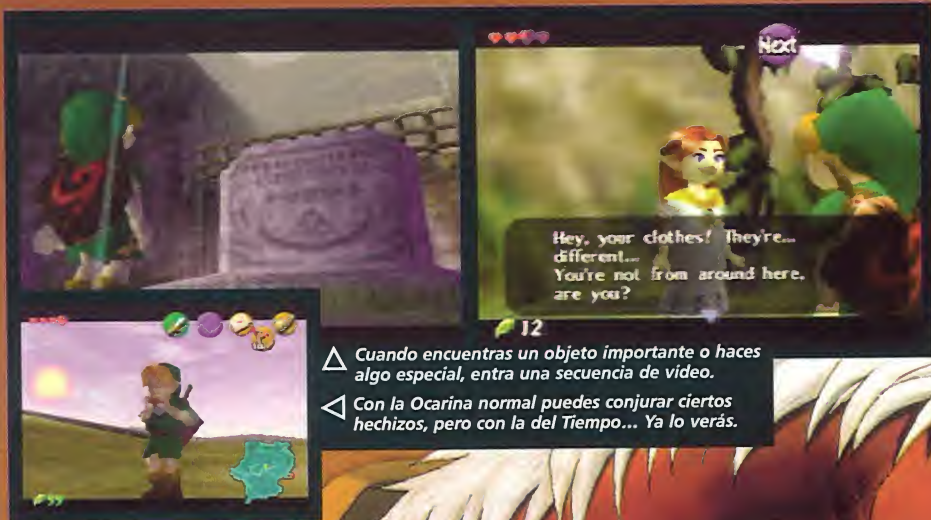 Next
Hey, your clothes! They're...
different...
You're not from around here,
are you?
12
99
Cuando encuentras un objeto importante o haces
algo especial, entra una secuencia de video.
Con la Ocarina normal puedes conjurar ciertos
hechizos, pero con la del Tiempo... Ya lo verás.